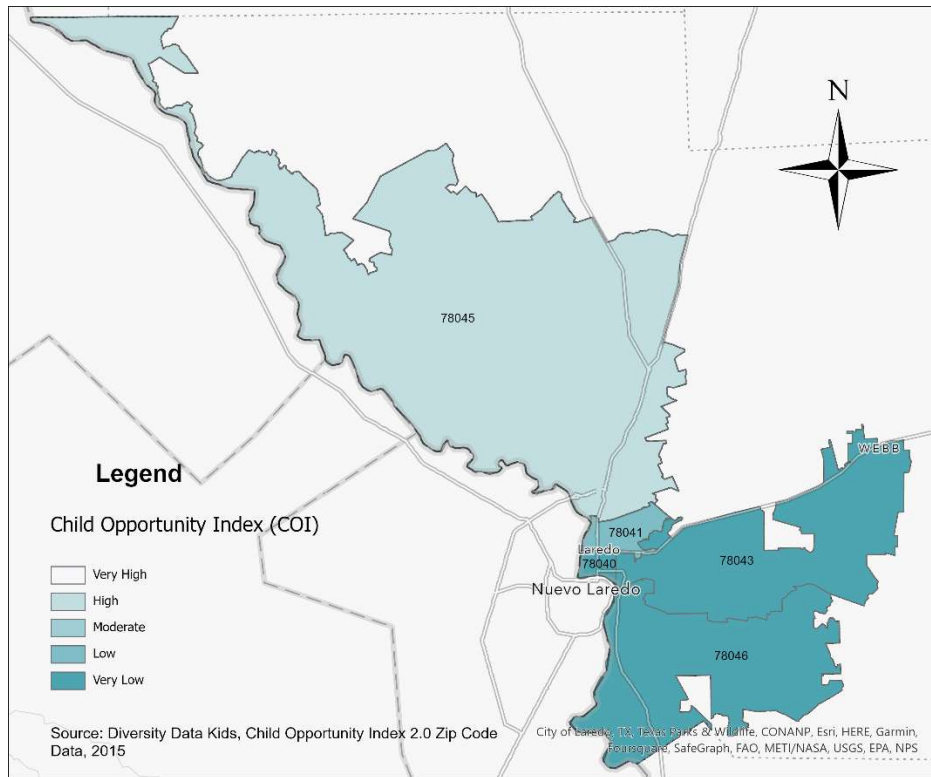 N
78045
WEBB
78041
Laredo
78040
78043
Nuevo Laredo
78046
Legend
Child Opportunity Index (COI)
Very High
High
Moderate
Low
Very Low
Source: Diversity Data Kids, Child Opportunity Index 2.0 Zip Code
Data, 2015
City of Laredo, TX, Texas Parks & Wildlife, CONANP, Esri, HERE, Garmin,
Foursquare, SafeGraph, FAO, METI/NASA, USGS, EPA, NPS